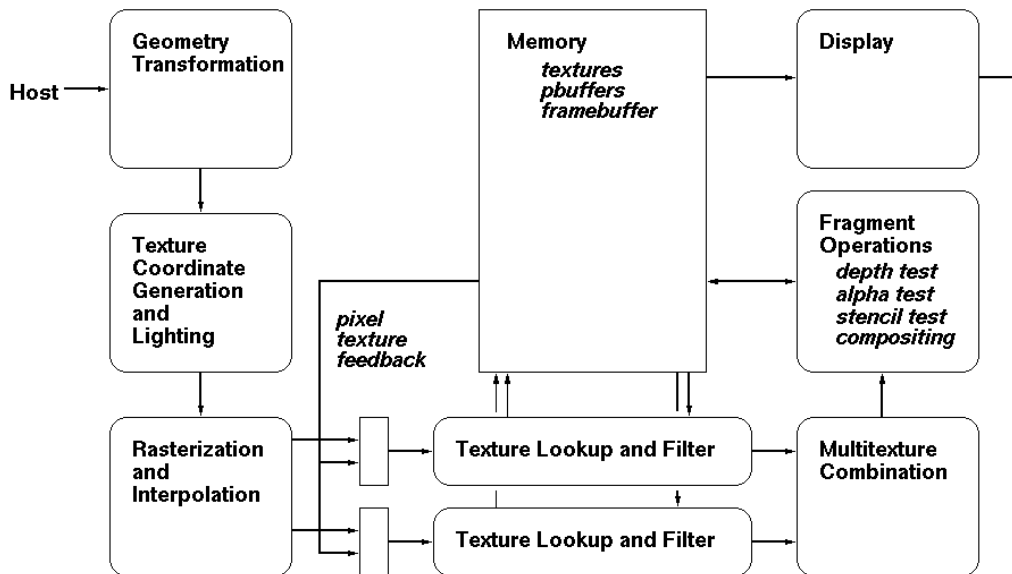 Host
Geometry
Transformation
Memory
textures
pbuffers
framebuffer
Display
Texture
Coordinate
Generation
and
Lighting
pixel
texture
feedback
Fragment
Operations
depth test
alpha test
stencil test
compositing
Rasterization
and
Interpolation
Texture Lookup and Filter
Texture Lookup and Filter
Multitexture
Combination